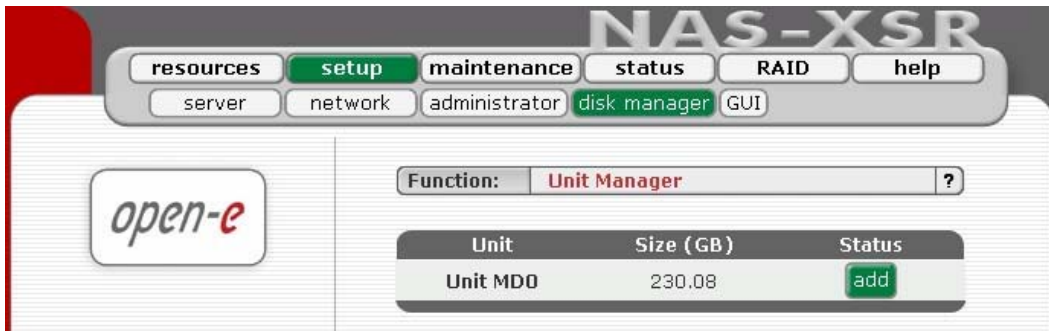 NAS-XSR
resources setup maintenance status RAID help
server network administrator disk manager GUI
open-e
Function: Unit Manager ?
Unit Size (GB) Status
Unit MD0 230.08 add